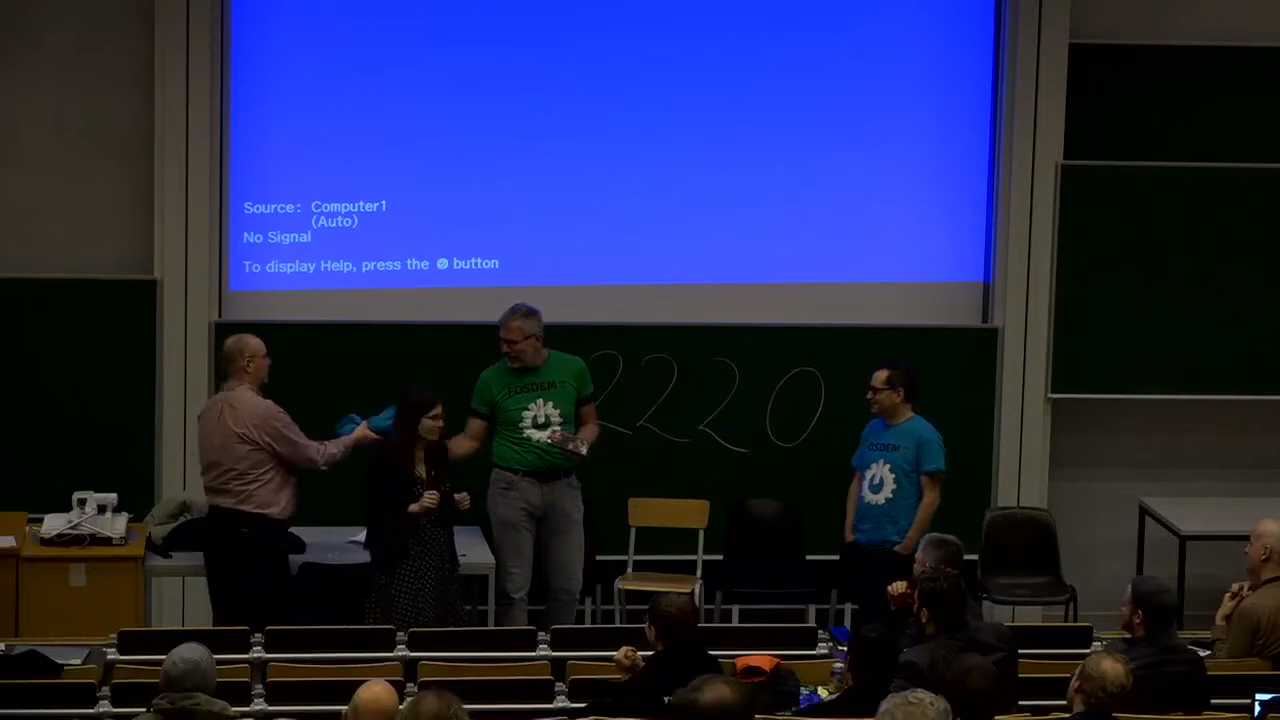 Source: Computer1
(Auto)
No Signal
To display Help, press the button
FOSDEM
2220
FOSDEM